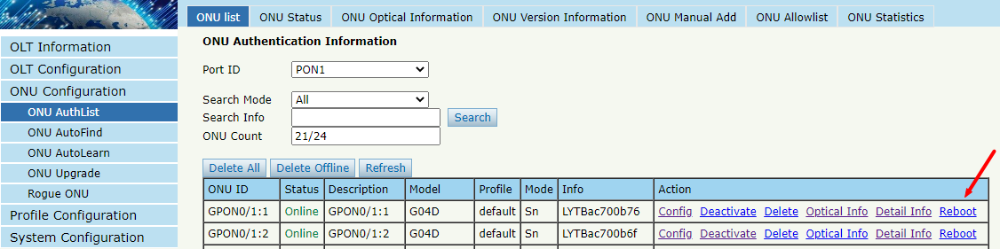 ONU list ONU Status ONU Optical Information ONU Version Information ONU Manual Add ONU Allowlist ONU Statistics
OLT Information
OLT Configuration
ONU Configuration
ONU AuthList
ONU AutoFind
ONU AutoLearn
ONU Upgrade
Rogue ONU
Profile Configuration
System Configuration
ONU Authentication Information
Port ID PON1
Search Mode All
Search Info Search
ONU Count 21/24
Delete All Delete Offline Refresh
ONU ID Status Description Model Profile Mode Info Action
GPON0/1:1 Online GPON0/1:1 G04D default Sn LYTBac700b76 Config Deactivate Delete Optical Info Detail Info Reboot
GPON0/1:2 Online GPON0/1:2 G04D default Sn LYTBac700b6f Config Deactivate Delete Optical Info Detail Info Reboot